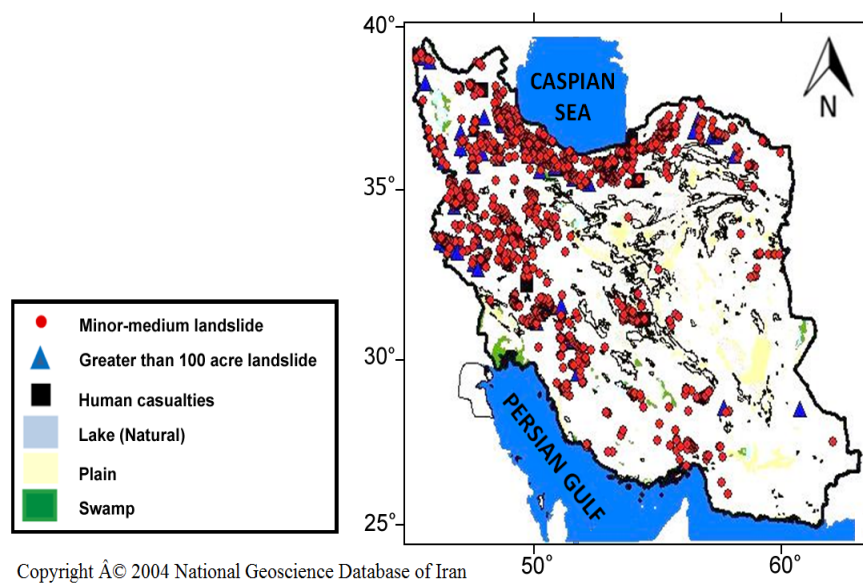 40°
CASPIAN
SEA
N
35°
30°
25°
PERSIAN GULF
50°
60°
Minor-medium landslide
Greater than 100 acre landslide
Human casualties
Lake (Natural)
Plain
Swamp
Copyright Â© 2004 National Geoscience Database of Iran